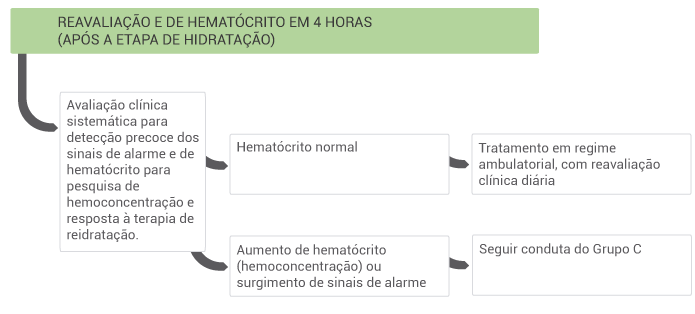 REAVALIAÇÃO E DE HEMATÓCRITO EM 4 HORAS
(APÓS A ETAPA DE HIDRATAÇÃO)
Avaliação clínica
sistemática para
detecção precoce dos
sinais de alarme e de
hematócrito para
pesquisa de
hemoconcentração e
resposta à terapia de
reidratação.
Hematócrito normal
Tratamento em regime
ambulatorial, com reavaliação
clínica diária
Aumento de hematócrito
(hemoconcentração) ou
surgimento de sinais de alarme
Seguir conduta do Grupo C